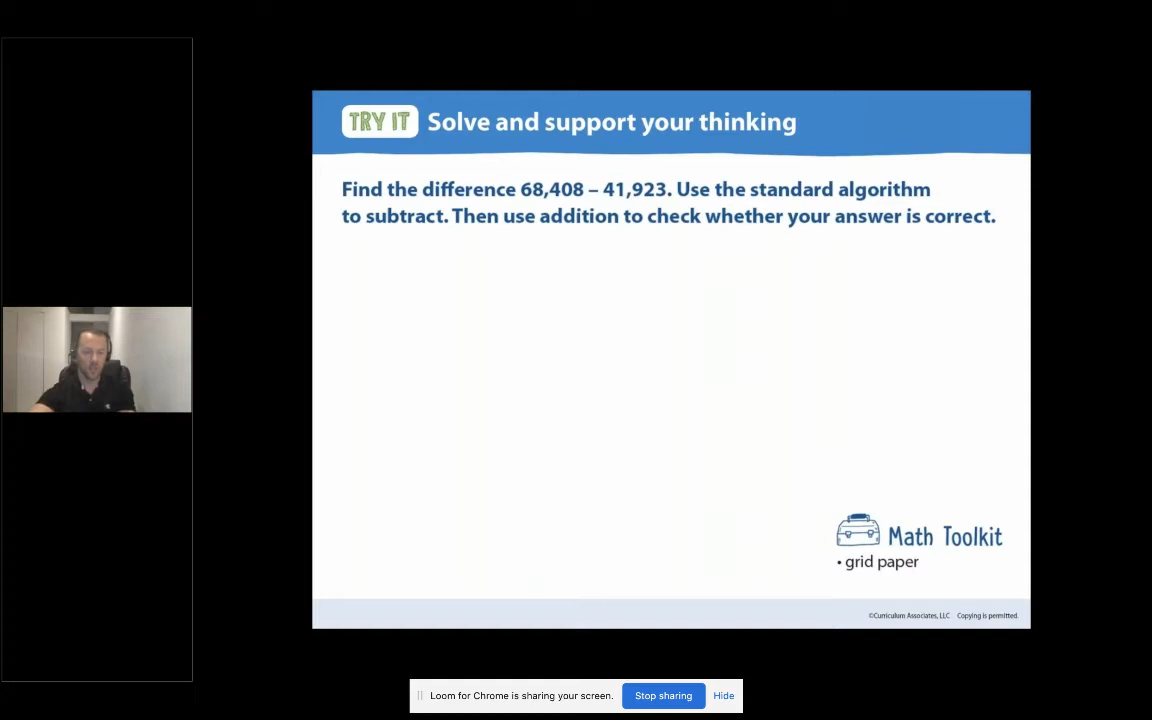 TRY IT Solve and support your thinking
Find the difference 68,408 – 41,923. Use the standard algorithm
to subtract. Then use addition to check whether your answer is correct.
Math Toolkit
• grid paper
©Curriculum Associates, LLC Copying is permitted.
Loom for Chrome is sharing your screen. Stop sharing Hide